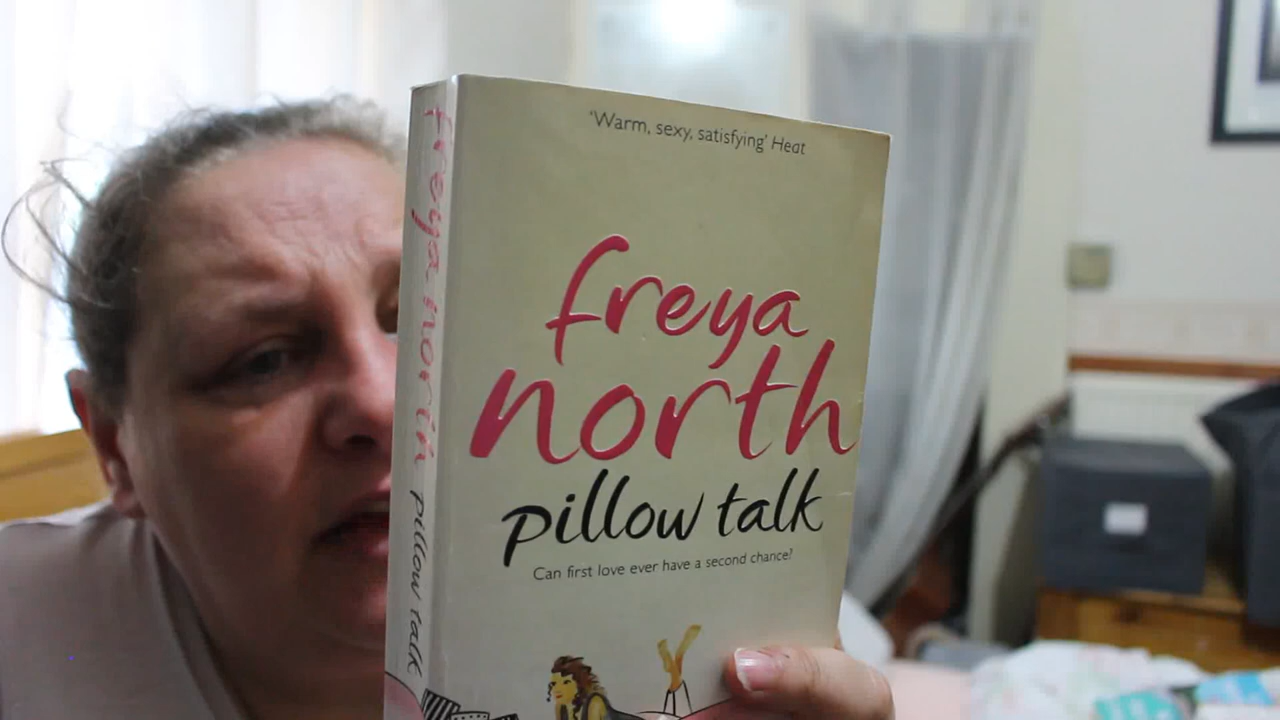 'Warm, sexy, satisfying' Heat
freya
north
pillow talk
Can first love ever have a second chance?
freya north pillow talk